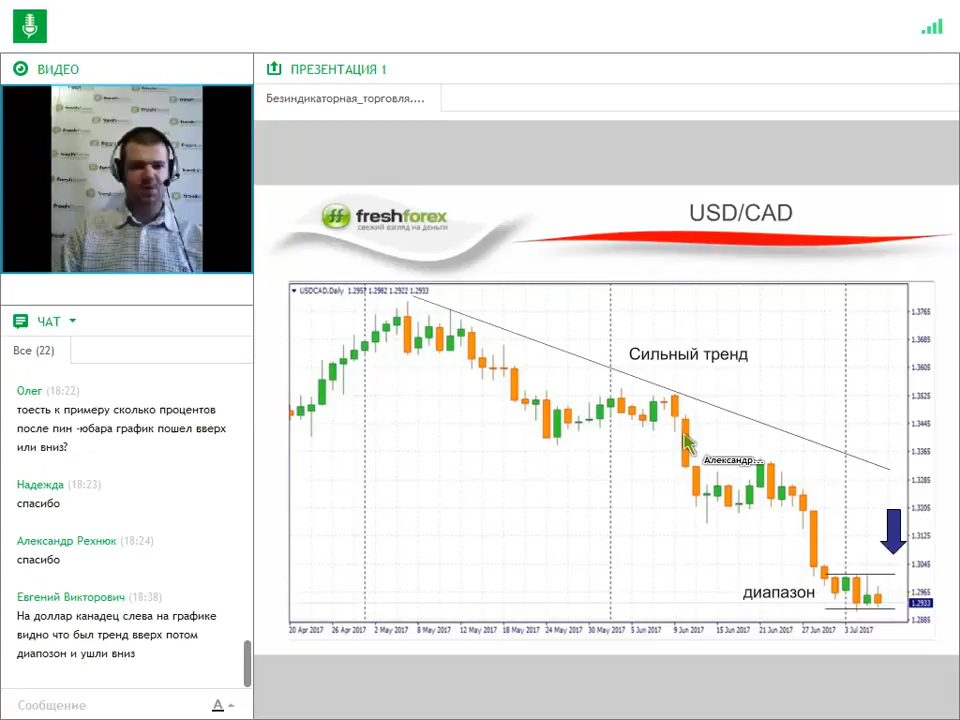 ВИДЕО
ПРЕЗЕНТАЦИЯ 1
Безиндикаторная_торговля....
freshforex
свежий взгляд на деньги
USD/CAD
USDCAD,Daily 1.2957 1.2982 1.2922 1.2933
Сильный тренд
Александр...
диапазон
1.3765
1.3685
1.3605
1.3525
1.3445
1.3365
1.3285
1.3205
1.3125
1.3045
1.2965
1.2933
1.2885
20 Apr 2017 26 Apr 2017 2 May 2017 8 May 2017 12 May 2017 18 May 2017 24 May 2017 30 May 2017 5 Jun 2017 9 Jun 2017 15 Jun 2017 21 Jun 2017 27 Jun 2017 3 Jul 2017
ЧАТ
Все (22)
Олег (18:22)
тоесть к примеру сколько процентов
после пин -юбара график пошел вверх
или вниз?
Надежда (18:23)
спасибо
Александр Рехнюк (18:24)
спасибо
Евгений Викторович (18:38)
На доллар канадец слева на графике
видно что был тренд вверх потом
диапозон и ушли вниз
Сообщение
A